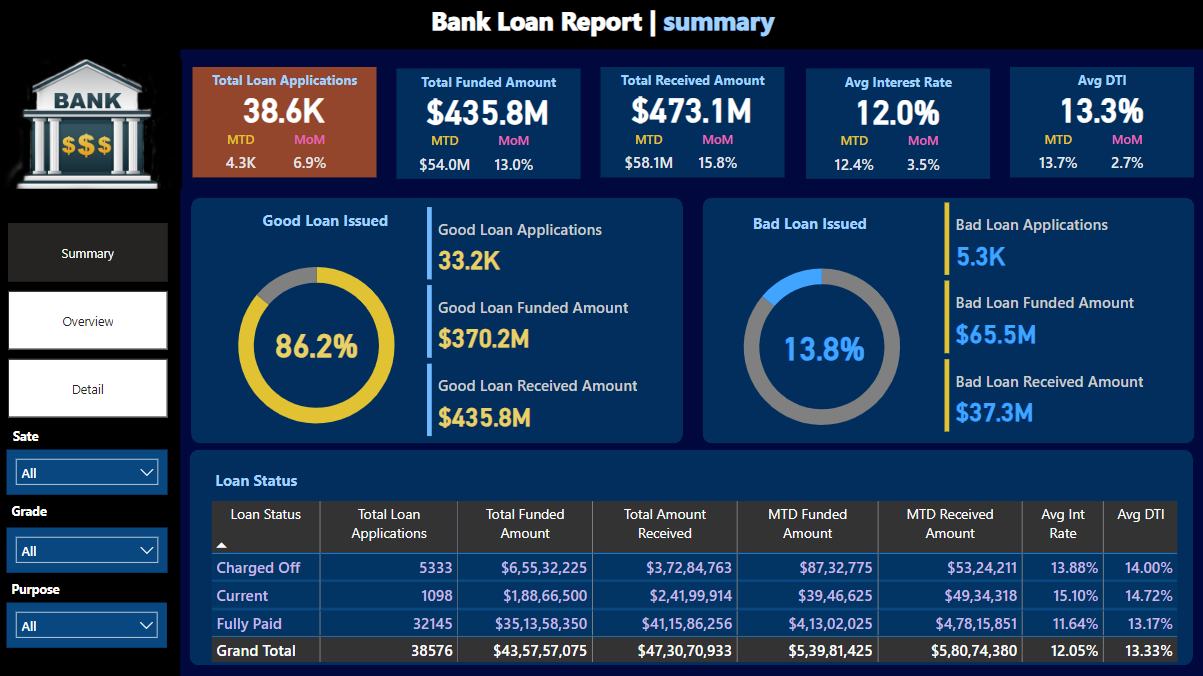 Bank Loan Report | summary
BANK
$$$
Total Loan Applications
38.6K
MTD MoM
4.3K 6.9%
Total Funded Amount
$435.8M
MTD MoM
$54.0M 13.0%
Total Received Amount
$473.1M
MTD MoM
$58.1M 15.8%
Avg Interest Rate
12.0%
MTD MoM
12.4% 3.5%
Avg DTI
13.3%
MTD MoM
13.7% 2.7%
Summary
Overview
Detail
Sate
All
Grade
All
Purpose
All
Good Loan Issued
86.2%
Good Loan Applications
33.2K
Good Loan Funded Amount
$370.2M
Good Loan Received Amount
$435.8M
Bad Loan Issued
13.8%
Bad Loan Applications
5.3K
Bad Loan Funded Amount
$65.5M
Bad Loan Received Amount
$37.3M
Loan Status
Loan Status Total Loan Applications Total Funded Amount Total Amount Received MTD Funded Amount MTD Received Amount Avg Int Rate Avg DTI
Charged Off 5333 $6,55,32,225 $3,72,84,763 $87,32,775 $53,24,211 13.88% 14.00%
Current 1098 $1,88,66,500 $2,41,99,914 $39,46,625 $49,34,318 15.10% 14.72%
Fully Paid 32145 $35,13,58,350 $41,15,86,256 $4,13,02,025 $4,78,15,851 11.64% 13.17%
Grand Total 38576 $43,57,57,075 $47,30,70,933 $5,39,81,425 $5,80,74,380 12.05% 13.33%